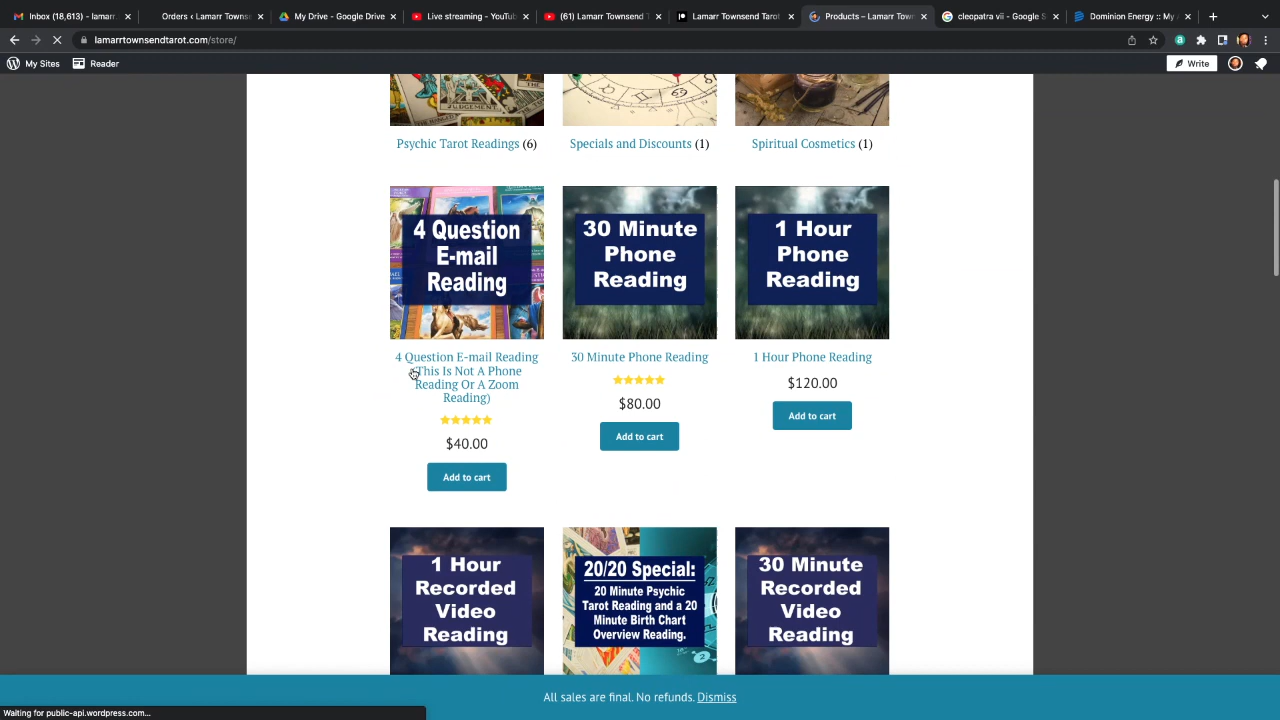 Inbox (18,613) - lamarr
Orders ‹ Lamarr Townsend
My Drive - Google Drive
Live streaming - YouTube
(61) Lamarr Townsend T
Lamarr Townsend Tarot
Products – Lamarr Town
cleopatra vii - Google S
Dominion Energy :: My A
lamarrtownsendtarot.com/store/
My Sites
Reader
Write
JUDGEMENT.
Psychic Tarot Readings (6)
Specials and Discounts (1)
Spiritual Cosmetics (1)
4 Question
E-mail
Reading
30 Minute
Phone
Reading
1 Hour
Phone
Reading
4 Question E-mail Reading
(This Is Not A Phone
Reading Or A Zoom
Reading)
$40.00
Add to cart
30 Minute Phone Reading
$80.00
Add to cart
1 Hour Phone Reading
$120.00
Add to cart
1 Hour
Recorded
Video
Reading
20/20 Special:
20 Minute Psychic
Tarot Reading and a 20
Minute Birth Chart
Overview Reading.
30 Minute
Recorded
Video
Reading
All sales are final. No refunds. Dismiss
Waiting for public-api.wordpress.com...